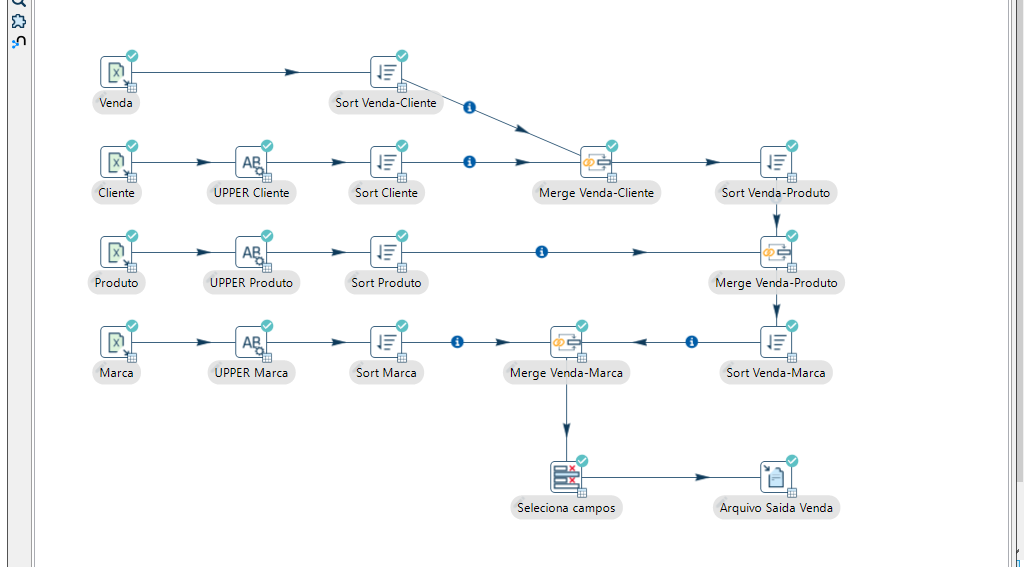 Venda
Sort Venda-Cliente
Cliente
UPPER Cliente
Sort Cliente
Merge Venda-Cliente
Sort Venda-Produto
Produto
UPPER Produto
Sort Produto
Merge Venda-Produto
Marca
UPPER Marca
Sort Marca
Merge Venda-Marca
Sort Venda-Marca
Seleciona campos
Arquivo Saida Venda